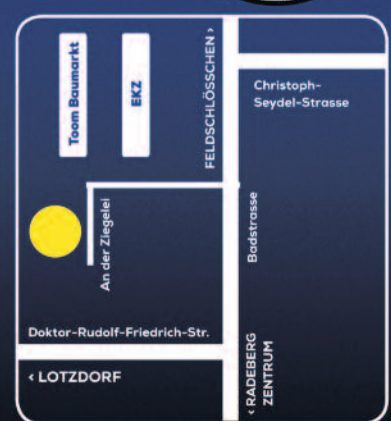 Toom Baumarkt
EKZ
FELDSCHLÖSSCHEN >
Christoph-
Seydel-Strasse
An der Ziegelei
Badstrasse
Doktor-Rudolf-Friedrich-Str.
< LOTZDORF
< RADEBERG
ZENTRUM